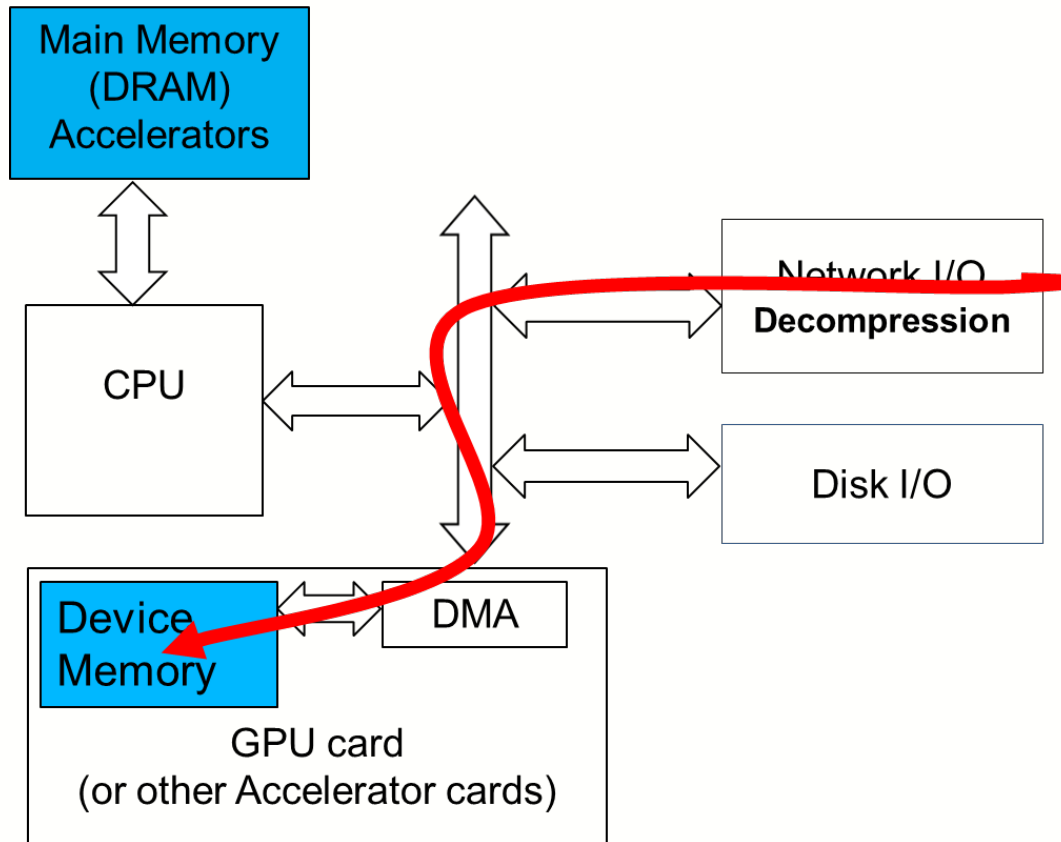 Main Memory
(DRAM)
Accelerators
Network I/O
Decompression
CPU
Disk I/O
Device
Memory
DMA
GPU card
(or other Accelerator cards)